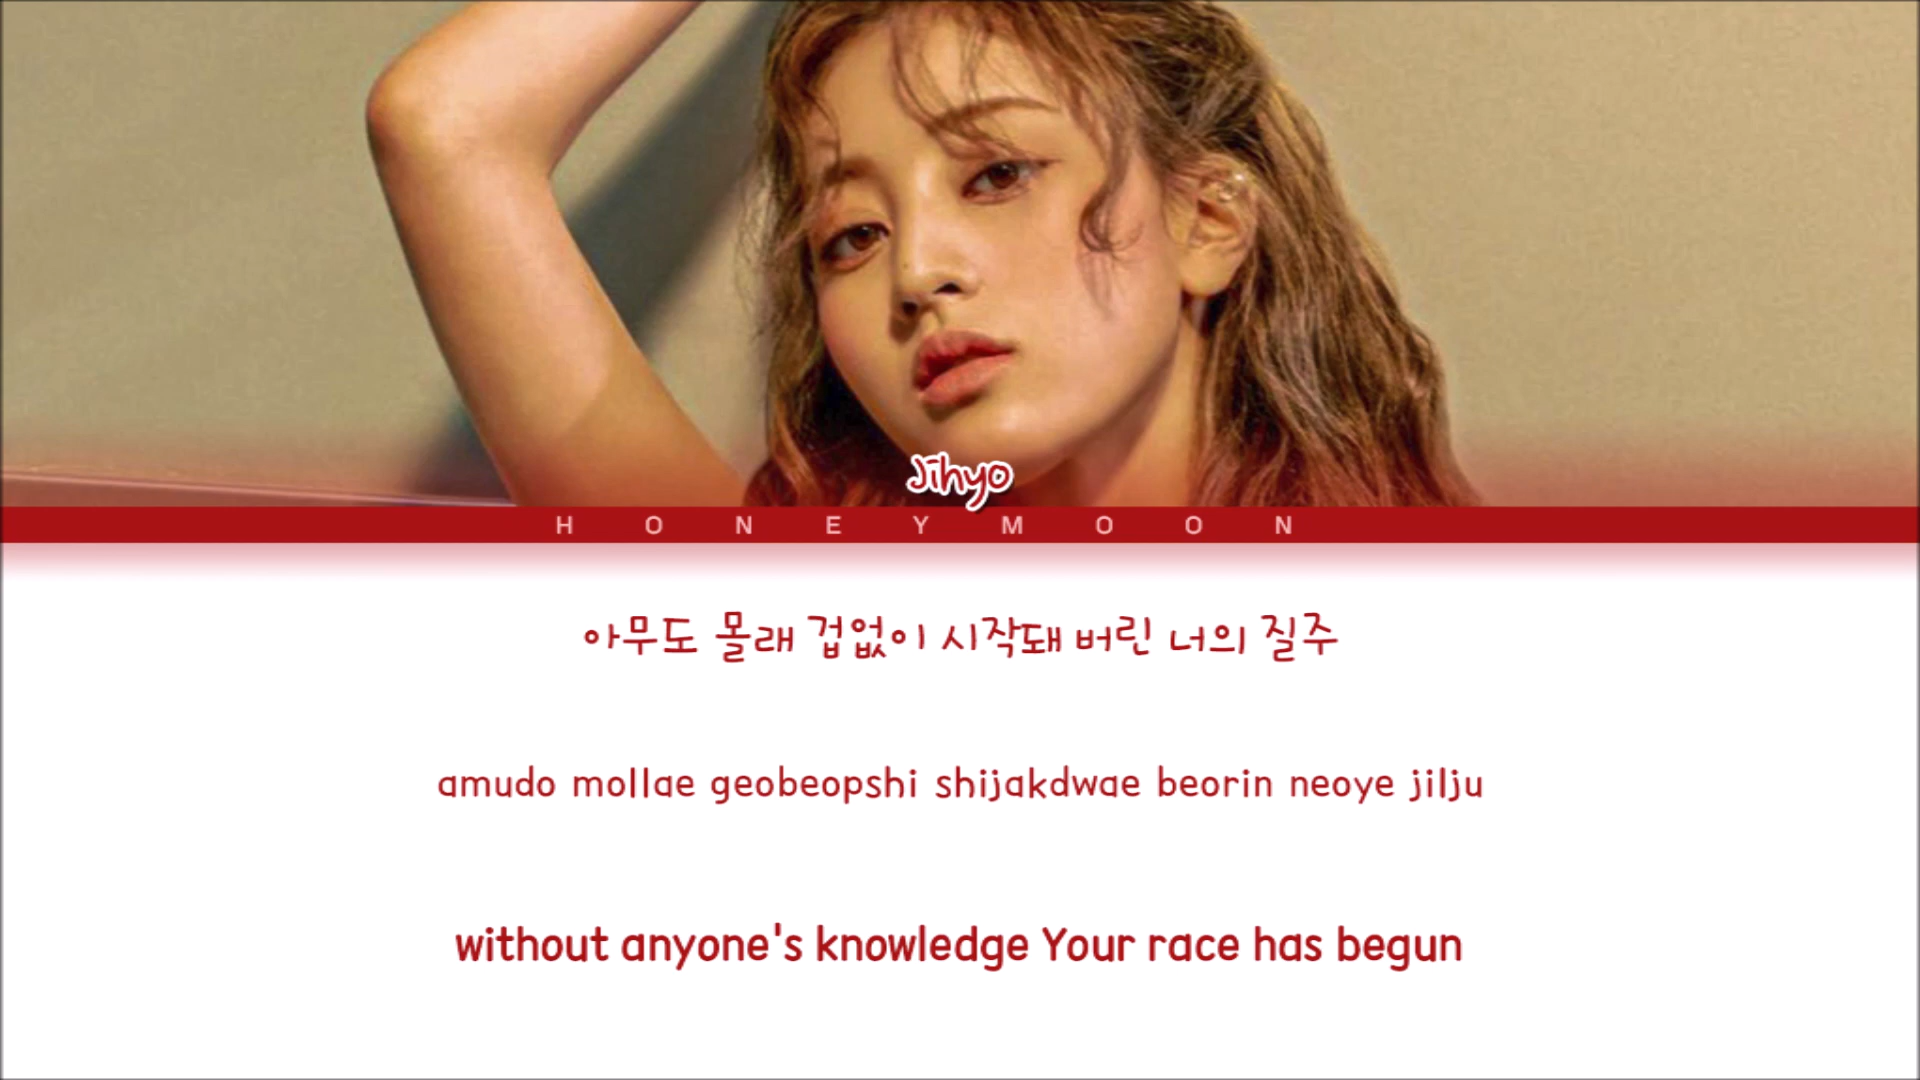 Jihyo
HONEYMOON
아무도 몰래 겁없이 시작돼 버린 너의 질주
amudo mollae geobeopshi shijakdwae beorin neoye jilju
without anyone's knowledge Your race has begun